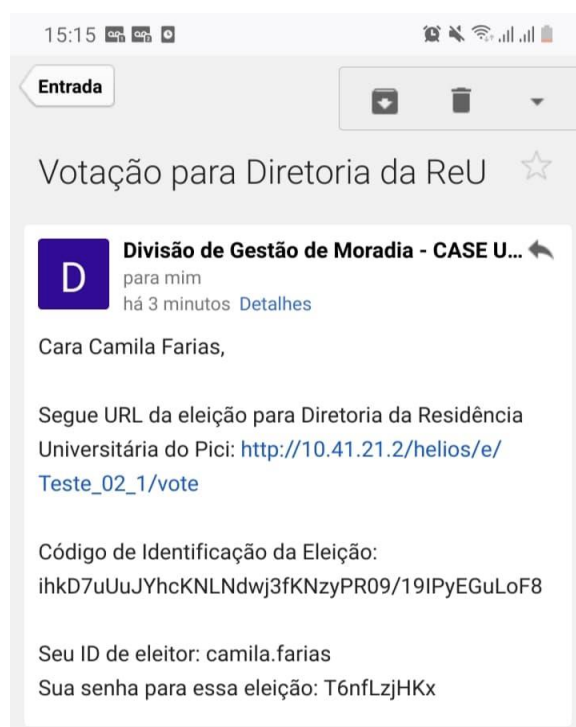 15:15
Entrada
Votação para Diretoria da ReU
D
Divisão de Gestão de Moradia - CASE U...
para mim
há 3 minutos Detalhes
Cara Camila Farias,
Segue URL da eleição para Diretoria da Residência
Universitária do Pici: http://10.41.21.2/helios/e/
Teste_02_1/vote
Código de Identificação da Eleição:
ihkD7uUuJYhcKNLNdwj3fKNzyPR09/19IPyEGuLoF8
Seu ID de eleitor: camila.farias
Sua senha para essa eleição: T6nfLzjHKx